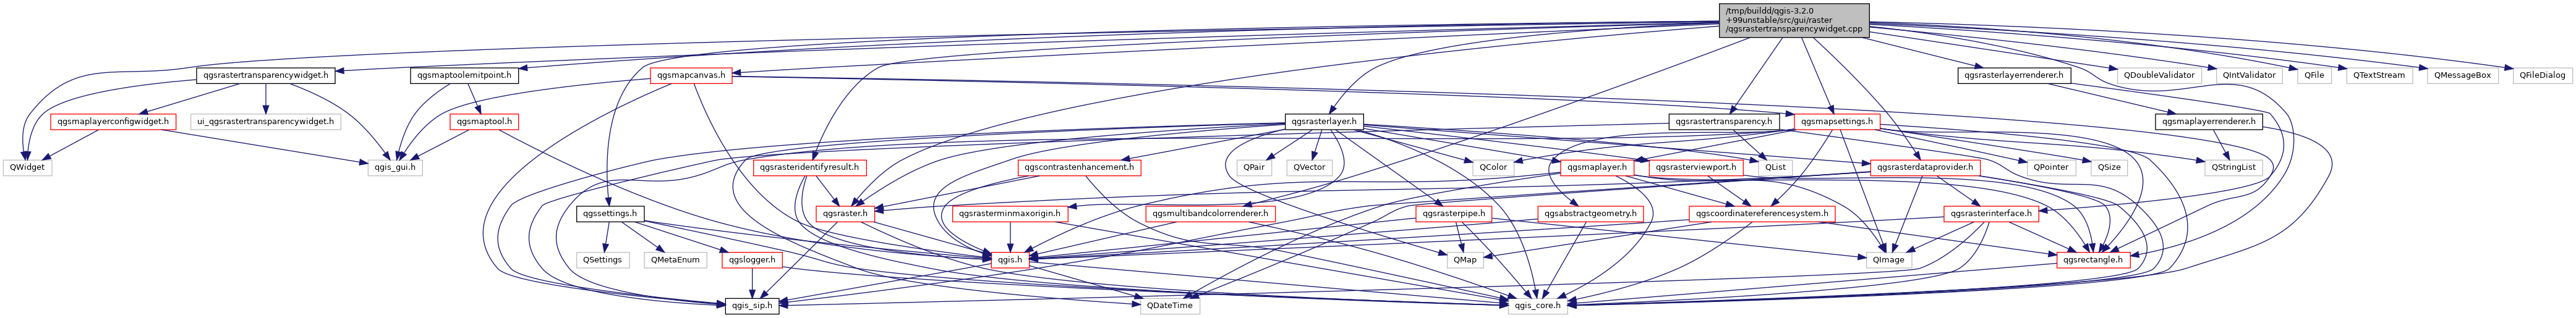 /tmp/buildd/qgis-3.2.0
+99unstable/src/gui/raster
/qgsrastertransparencywidget.cpp
qgsrastertransparencywidget.h
qgsmaptoolemitpoint.h
qgsmapcanvas.h
qgsrasterlayerrenderer.h
QDoubleValidator
QIntValidator
QFile
QTextStream
QMessageBox
QFileDialog
qgsmaplayerconfigwidget.h
ui_qgsrastertransparencywidget.h
qgsmaptool.h
qgsrasterlayer.h
qgsrastertransparency.h
qgsmapsettings.h
qgsmaplayerrenderer.h
QWidget
qgis_gui.h
qgsrasteridentifyresult.h
qgscontrastenhancement.h
QPair
QVector
QColor
qgsmaplayer.h
qgsrasterviewport.h
QList
qgsrasterdataprovider.h
QPointer
QSize
QStringList
qgssettings.h
qgsraster.h
qgsrasterminmaxorigin.h
qgsmultibandcolorrenderer.h
qgsrasterpipe.h
qgsabstractgeometry.h
qgscoordinatereferencesystem.h
qgsrasterinterface.h
QSettings
QMetaEnum
qgslogger.h
qgis.h
QMap
QImage
qgsrectangle.h
qgis_sip.h
QDateTime
qgis_core.h